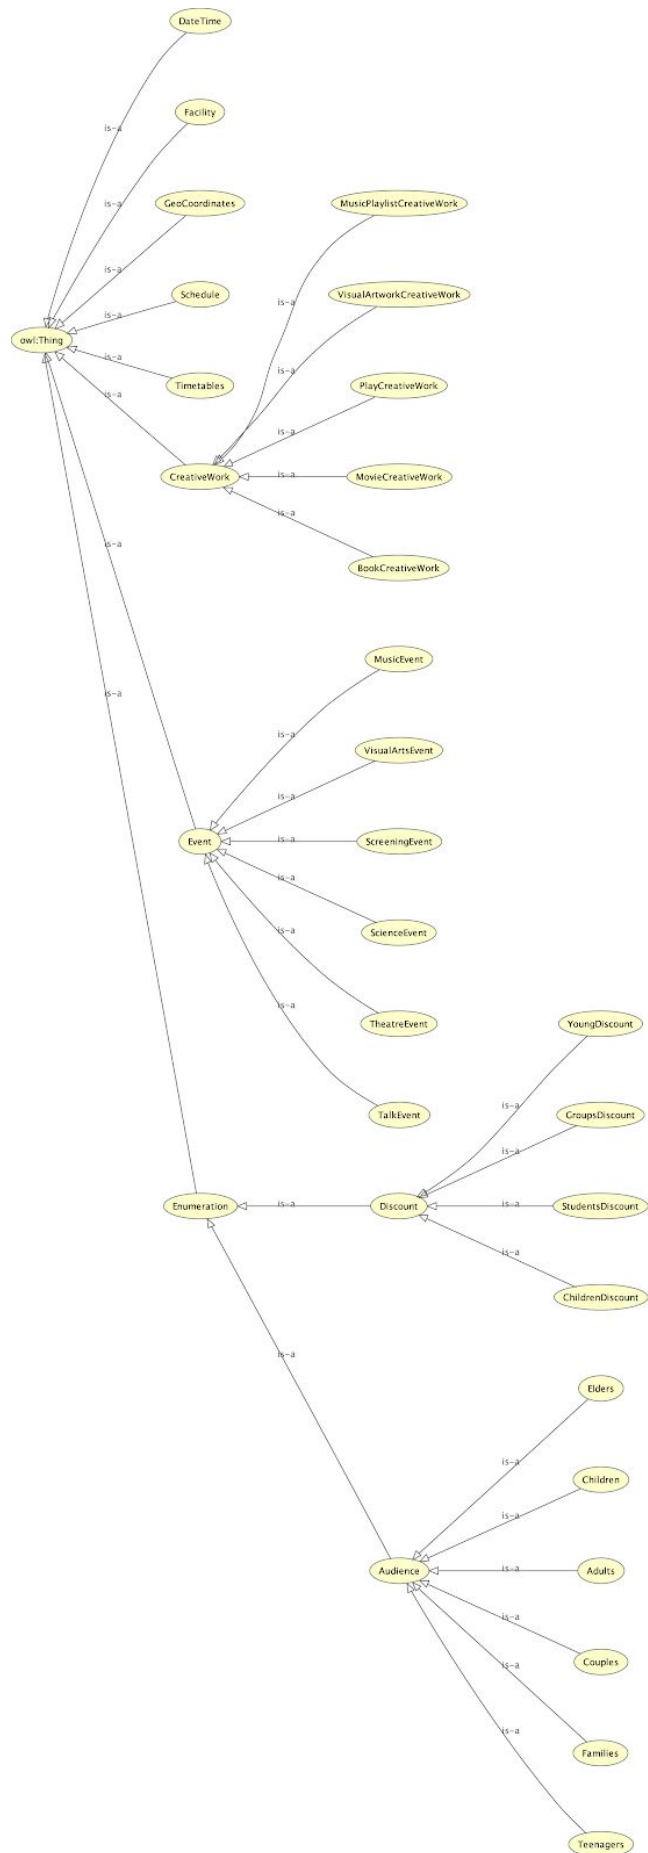 DateTime
is-a
Facility
is-a
GeoCoordinates
MusicPlaylistCreativeWork
is-a
Schedule
VisualArtworkCreativeWork
is-a
is-a
owl:Thing
is-a
is-a
Timetables
PlayCreativeWork
is-a
is-a
CreativeWork
is-a
MovieCreativeWork
is-a
is-a
BookCreativeWork
MusicEvent
is-a
is-a
VisualArtsEvent
is-a
Event
is-a
ScreeningEvent
is-a
ScienceEvent
is-a
is-a
TheatreEvent
YoungDiscount
is-a
TalkEvent
GroupsDiscount
is-a
Enumeration
is-a
Discount
is-a
StudentsDiscount
is-a
ChildrenDiscount
is-a
Elders
is-a
Children
is-a
Audience
is-a
Adults
is-a
Couples
is-a
Families
is-a
Teenagers